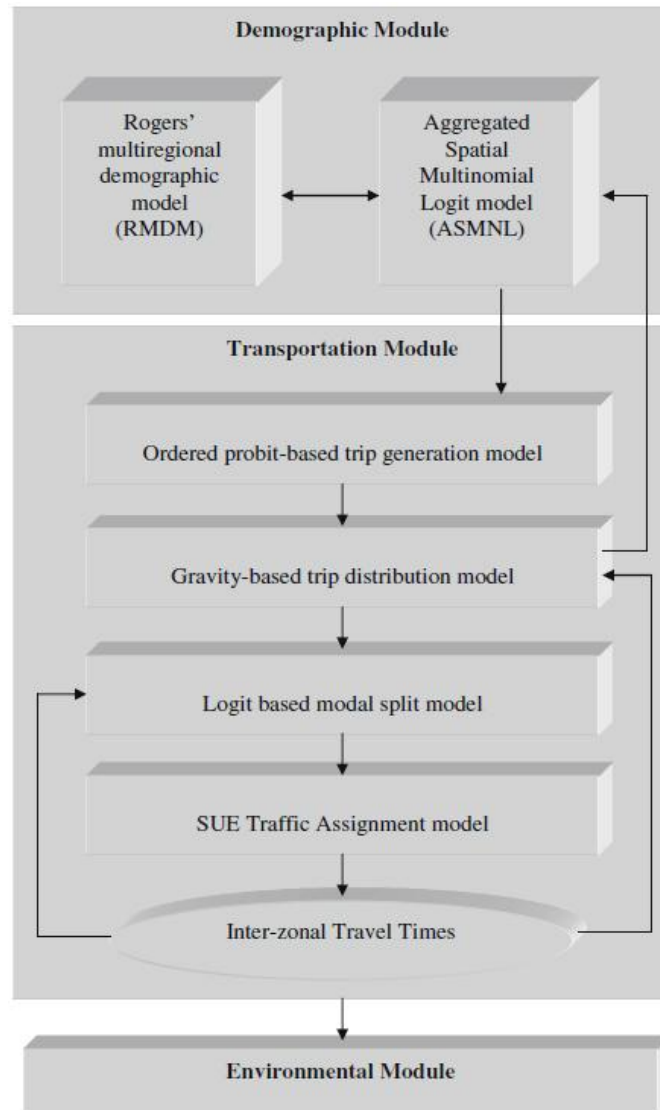 Demographic Module
Rogers’
multiregional
demographic
model
(RMDM)
Aggregated
Spatial
Multinomial
Logit model
(ASMNL)
Transportation Module
Ordered probit-based trip generation model
Gravity-based trip distribution model
Logit based modal split model
SUE Traffic Assignment model
Inter-zonal Travel Times
Environmental Module